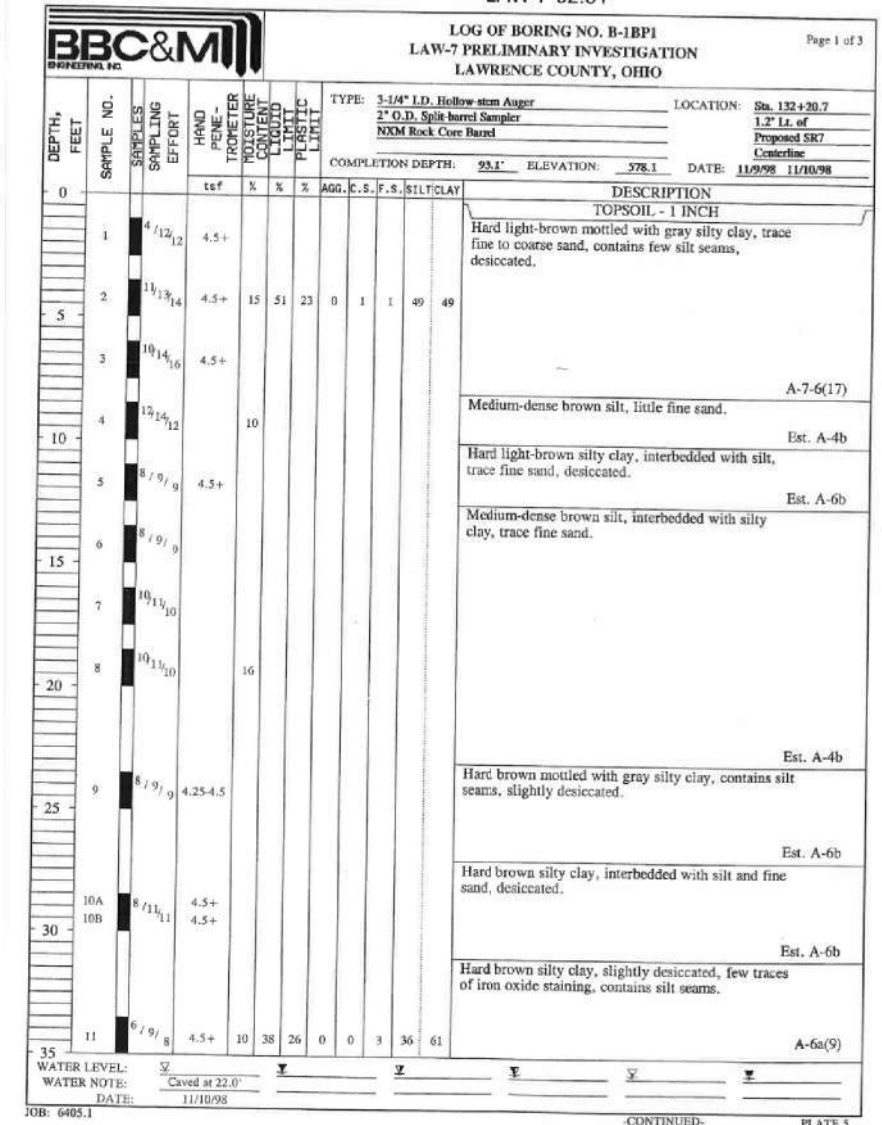 BBC&M
ENGINEERING, INC.
LOG OF BORING NO. B-1BP1
LAW-7 PRELIMINARY INVESTIGATION
LAWRENCE COUNTY, OHIO
Page 1 of 3
DEPTH, FEET
SAMPLE NO.
SAMPLES
SAMPLING EFFORT
HAND PENE-TROMETER
MOISTURE CONTENT
LIQUID LIMIT
PLASTIC LIMIT
TYPE: 3-1/4" I.D. Hollow-stem Auger
2" O.D. Split-barrel Sampler
NXM Rock Core Barrel
LOCATION: Sta. 132+20.7
1.2' Lt. of
Proposed SR7
Centerline
COMPLETION DEPTH: 93.1' ELEVATION: 578.1 DATE: 11/9/98 11/10/98
0 tsf % % % AGG. C.S. F.S. SILT CLAY DESCRIPTION
TOPSOIL - 1 INCH
1 4/12/12 4.5+ Hard light-brown mottled with gray silty clay, trace
fine to coarse sand, contains few silt seams,
desiccated.
2 11/13/14 4.5+ 15 51 23 0 1 1 49 49
5
3 10/14/16 4.5+
A-7-6(17)
4 12/14/12 10 Medium-dense brown silt, little fine sand.
10 Est. A-4b
Hard light-brown silty clay, interbedded with silt,
trace fine sand, desiccated.
5 8/9/9 4.5+
Est. A-6b
Medium-dense brown silt, interbedded with silty
clay, trace fine sand.
6 8/9/9
15
7 10/11/10
8 10/11/10 16
20
Est. A-4b
Hard brown mottled with gray silty clay, contains silt
seams, slightly desiccated.
9 8/9/9 4.25-4.5
25
Est. A-6b
Hard brown silty clay, interbedded with silt and fine
sand, desiccated.
10A 8/11/11 4.5+
10B 4.5+
30
Est. A-6b
Hard brown silty clay, slightly desiccated, few traces
of iron oxide staining, contains silt seams.
11 6/9/8 4.5+ 10 38 26 0 0 3 36 61 A-6a(9)
35
WATER LEVEL:
WATER NOTE: Caved at 22.0'
DATE: 11/10/98
JOB: 6405.1
-CONTINUED-
PLATE 5